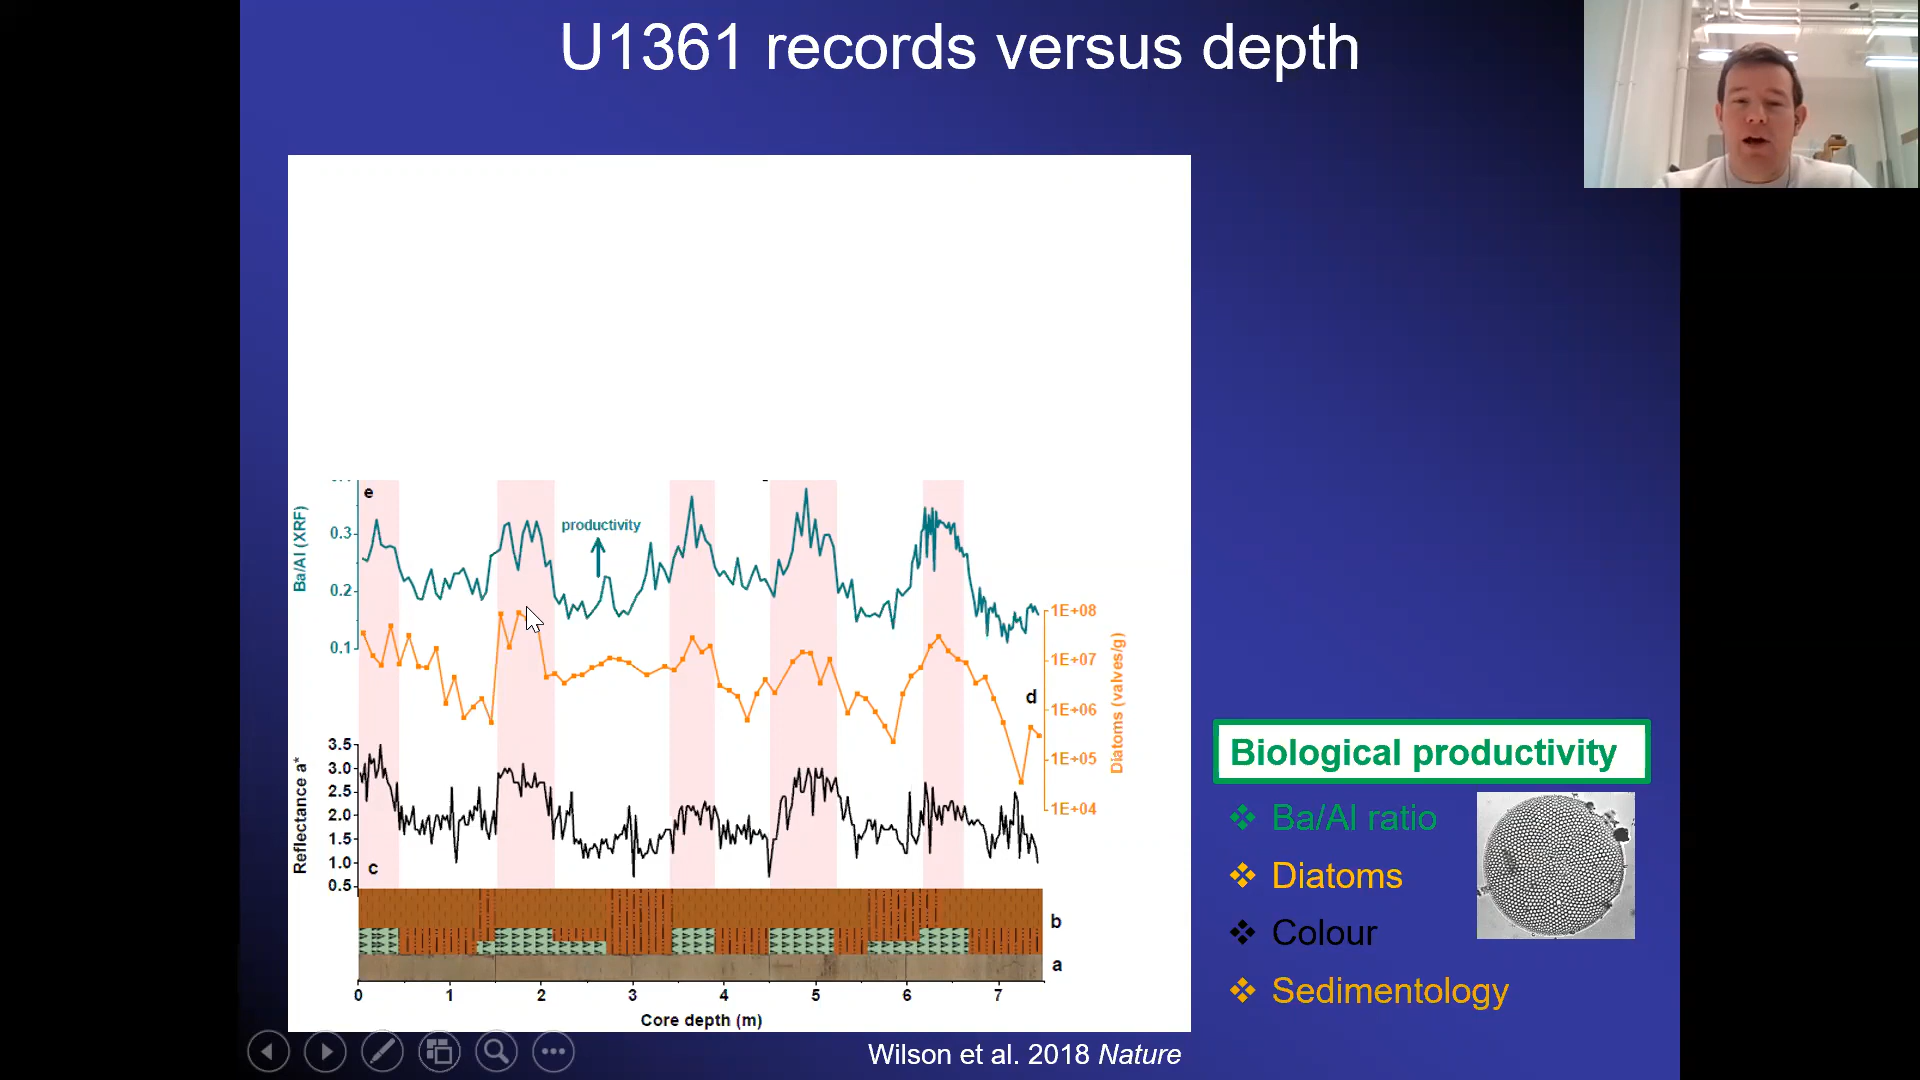 U1361 records versus depth
e
Ba/Al (XRF)
0.3
0.2
0.1
productivity
1E+08
1E+07
1E+06
1E+05
1E+04
Diatoms (valves/g)
d
Reflectance a*
3.5
3.0
2.5
2.0
1.5
1.0
0.5
c
b
a
0 1 2 3 4 5 6 7
Core depth (m)
Biological productivity
Ba/Al ratio
Diatoms
Colour
Sedimentology
Wilson et al. 2018 Nature